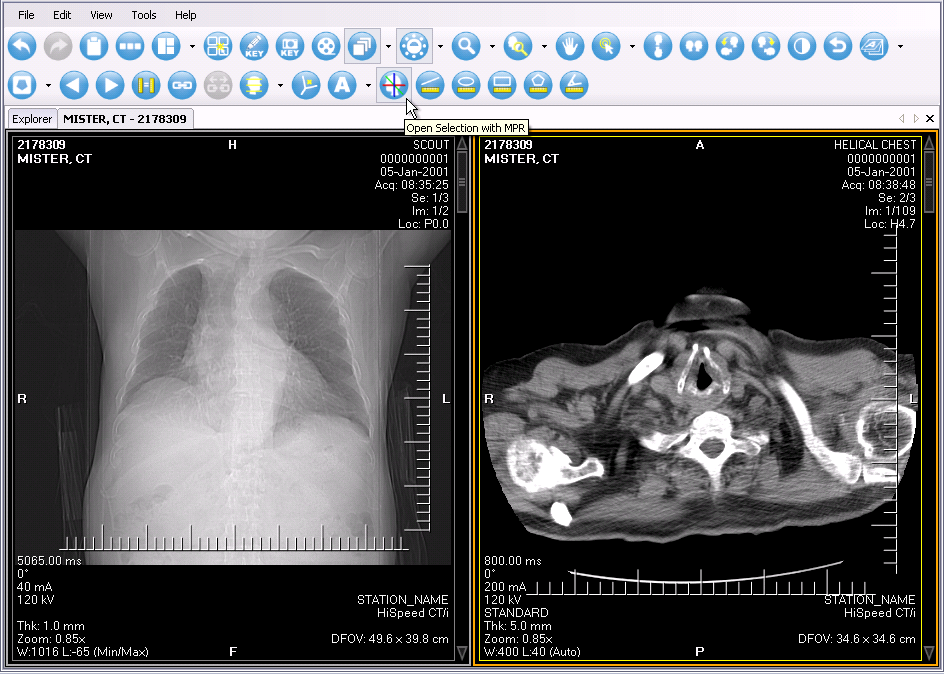 File Edit View Tools Help
KEY KEY
A
Explorer MISTER, CT - 2178309
Open Selection with MPR
2178309 H SCOUT
MISTER, CT 0000000001
05-Jan-2001
Acq: 08:35:25
Se: 1/3
Im: 1/2
Loc: P0.0
R L
5065.00 ms
0°
40 mA
120 kV STATION_NAME
HiSpeed CT/i
Thk: 1.0 mm
Zoom: 0.85x DFOV: 49.6 x 39.8 cm
W:1016 L:-65 (Min/Max) F
2178309 A HELICAL CHEST
MISTER, CT 0000000001
05-Jan-2001
Acq: 08:38:48
Se: 2/3
Im: 1/109
Loc: H4.7
R L
800.00 ms
0°
200 mA
120 kV STATION_NAME
STANDARD HiSpeed CT/i
Thk: 5.0 mm
Zoom: 0.85x DFOV: 34.6 x 34.6 cm
W:400 L:40 (Auto) P